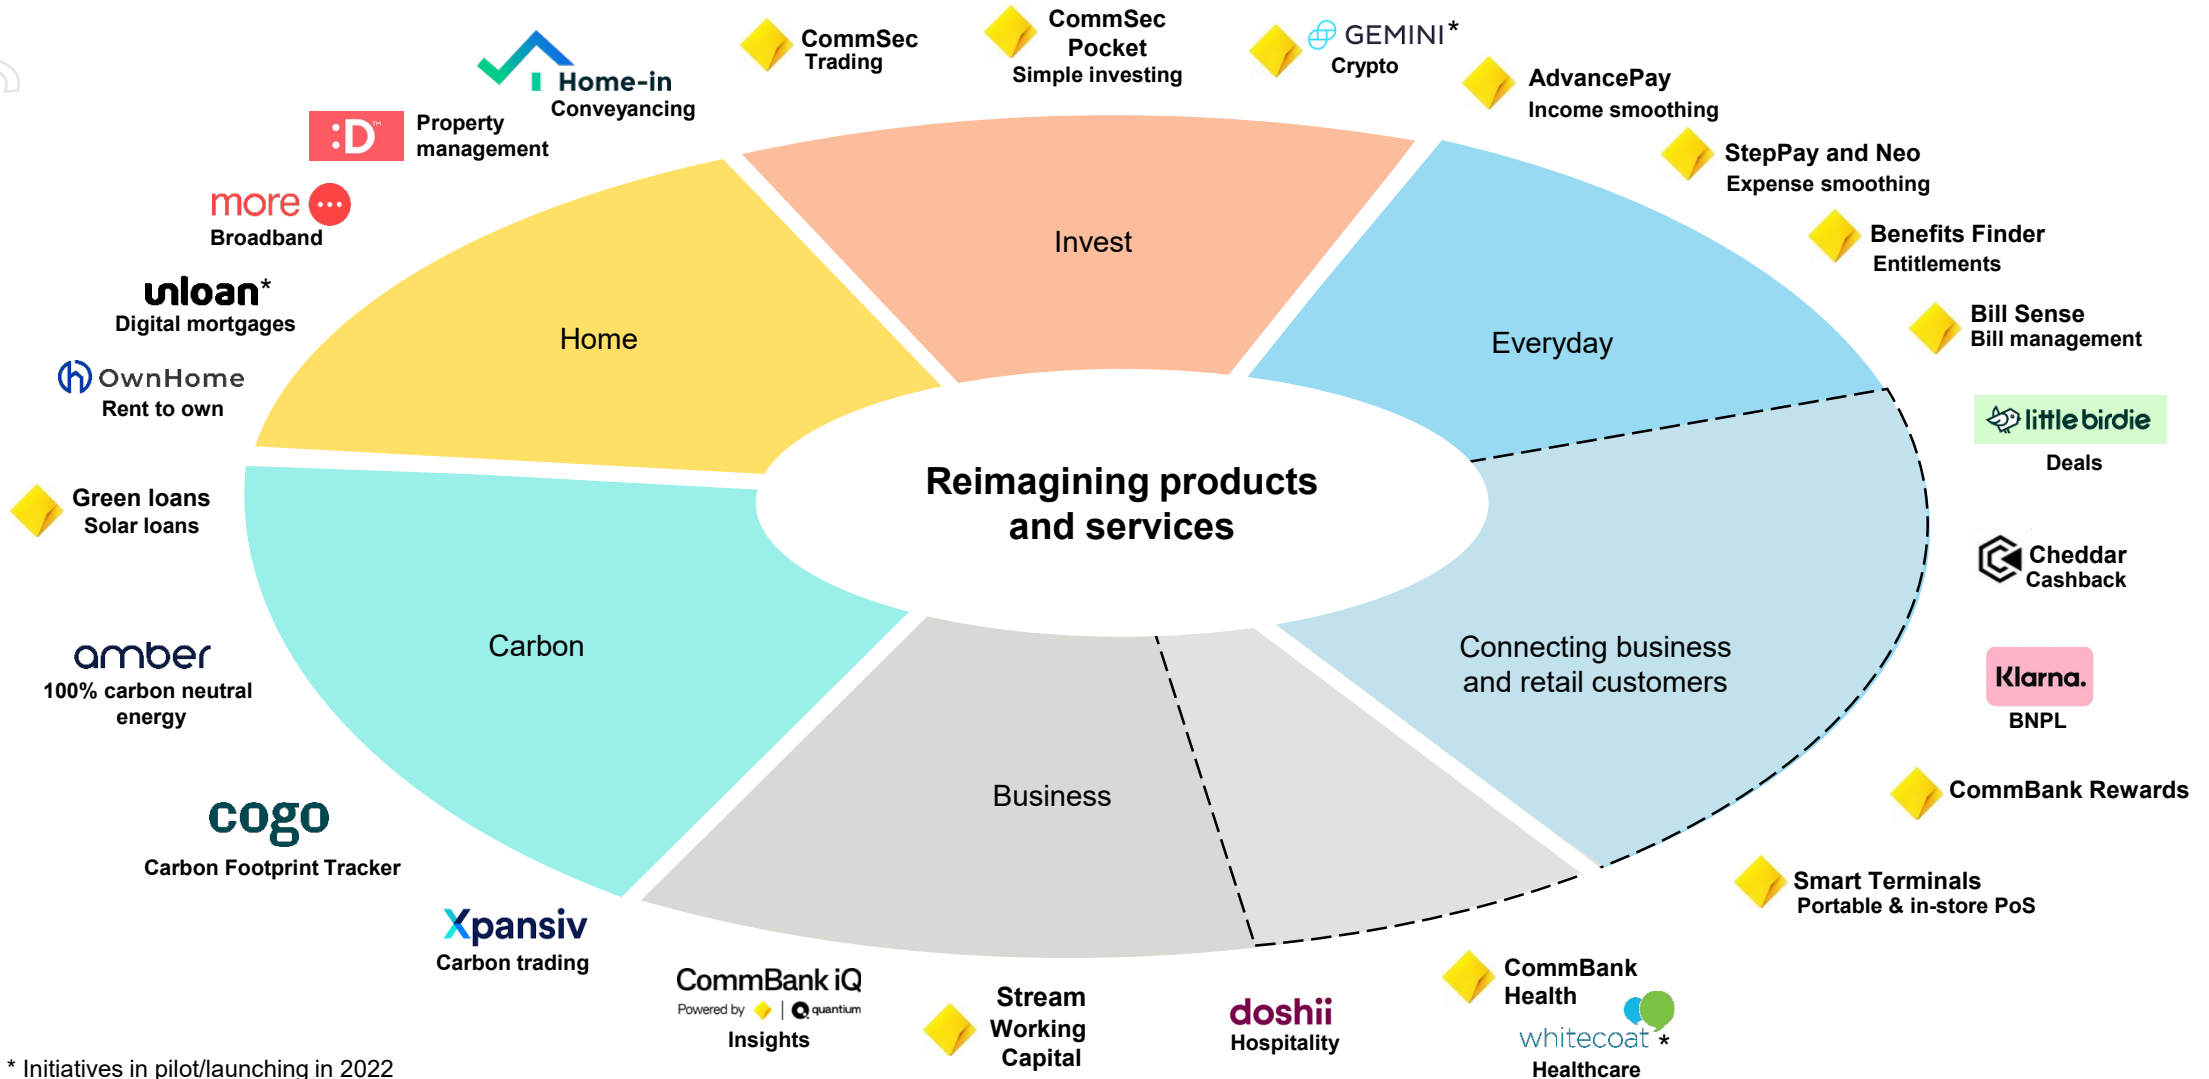 CommSec
Trading
CommSec
Pocket
Simple investing
GEMINI*
Crypto
AdvancePay
Income smoothing
StepPay and Neo
Expense smoothing
Benefits Finder
Entitlements
Bill Sense
Bill management
littlebirdie
Deals
Cheddar
Cashback
Klarna.
BNPL
CommBank Rewards
Smart Terminals
Portable & in-store PoS
CommBank
Health
whitecoat *
Healthcare
doshii
Hospitality
Stream
Working
Capital
CommBank iQ
Powered by | quantium
Insights
Xpansiv
Carbon trading
cogo
Carbon Footprint Tracker
amber
100% carbon neutral
energy
Green loans
Solar loans
OwnHome
Rent to own
unloan*
Digital mortgages
more
Broadband
:D™
Property
management
Home-in
Conveyancing
Invest
Everyday
Connecting business
and retail customers
Business
Carbon
Home
Reimagining products
and services
* Initiatives in pilot/launching in 2022